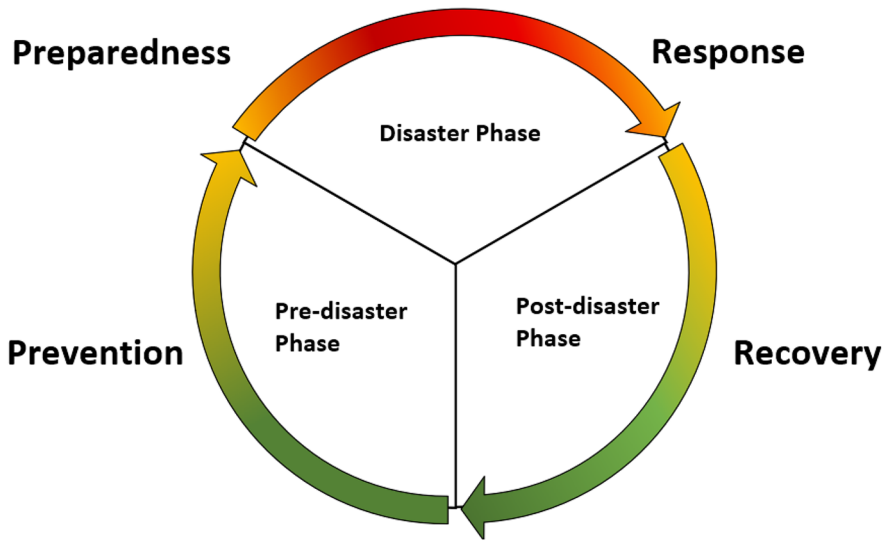 Preparedness
Response
Disaster Phase
Pre-disaster
Phase
Post-disaster
Phase
Prevention
Recovery